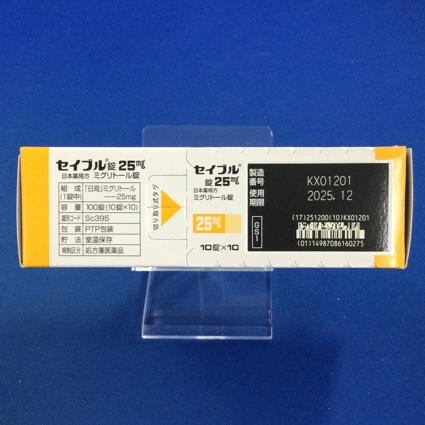 セイブル®錠25mg
日本薬局方 ミグリトール錠
組成(1錠中) 「日局」ミグリトール ……25mg
容量 100錠(10錠×10)
識別コード Sc395
包装 PTP包装
貯法 室温保存
規制区分 処方箋医薬品
切り取り式タグ
セイブル®
錠25mg
日本薬局方
ミグリトール錠
25mg
10錠×10
製造番号 KX01201
使用期限 2025.12
GS1
(17)251200(10)KX01201
(01)14987086160275